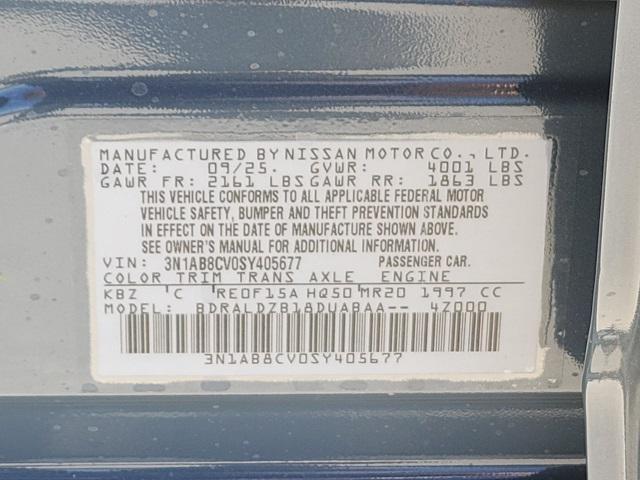 MANUFACTURED BY NISSAN MOTOR CO., LTD.
DATE: 09/25. GVWR: 4001 LBS
GAWR FR: 2161 LBS GAWR RR: 1863 LBS
THIS VEHICLE CONFORMS TO ALL APPLICABLE FEDERAL MOTOR
VEHICLE SAFETY, BUMPER AND THEFT PREVENTION STANDARDS
IN EFFECT ON THE DATE OF MANUFACTURE SHOWN ABOVE.
SEE OWNER'S MANUAL FOR ADDITIONAL INFORMATION.
VIN: 3N1AB8CV0SY405677 PASSENGER CAR.
COLOR TRIM TRANS AXLE ENGINE
KBZ C RE0F15A HQ50 MR20 1997 CC
MODEL: BDRALDZB18DUABAA-- 4Z000
3N1AB8CV0SY405677